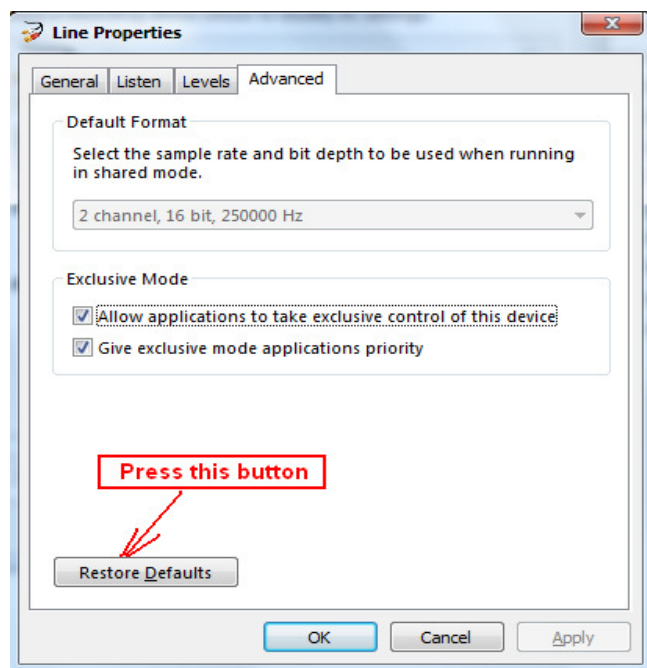 Line Properties
General Listen Levels Advanced
Default Format
Select the sample rate and bit depth to be used when running
in shared mode.
2 channel, 16 bit, 250000 Hz
Exclusive Mode
Allow applications to take exclusive control of this device
Give exclusive mode applications priority
Press this button
Restore Defaults
OK Cancel Apply